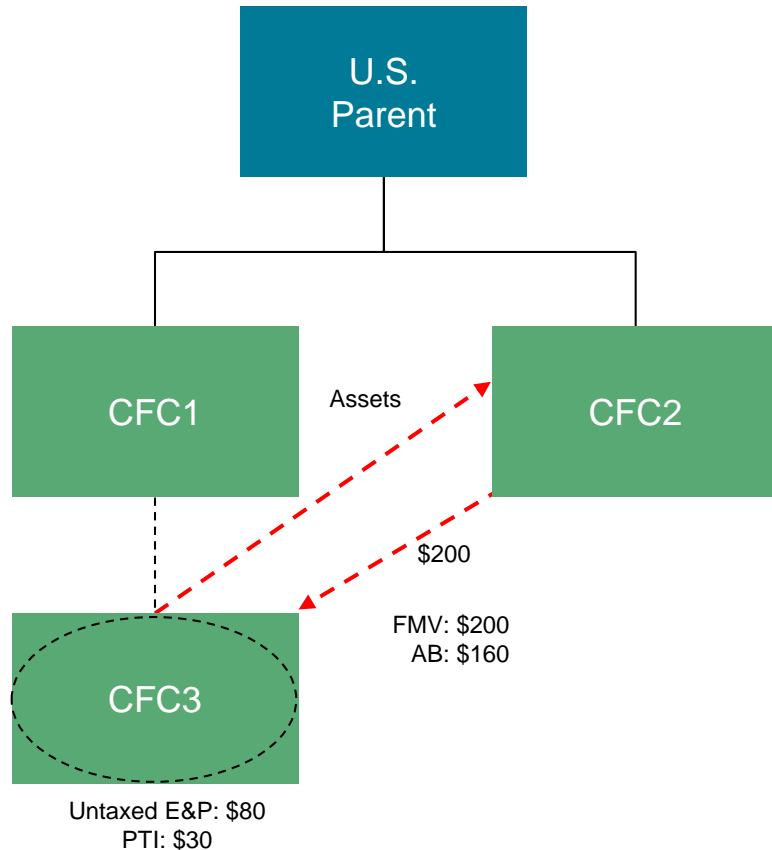 U.S.
Parent
CFC1
Assets
CFC2
$200
FMV: $200
AB: $160
CFC3
Untaxed E&P: $80
PTI: $30